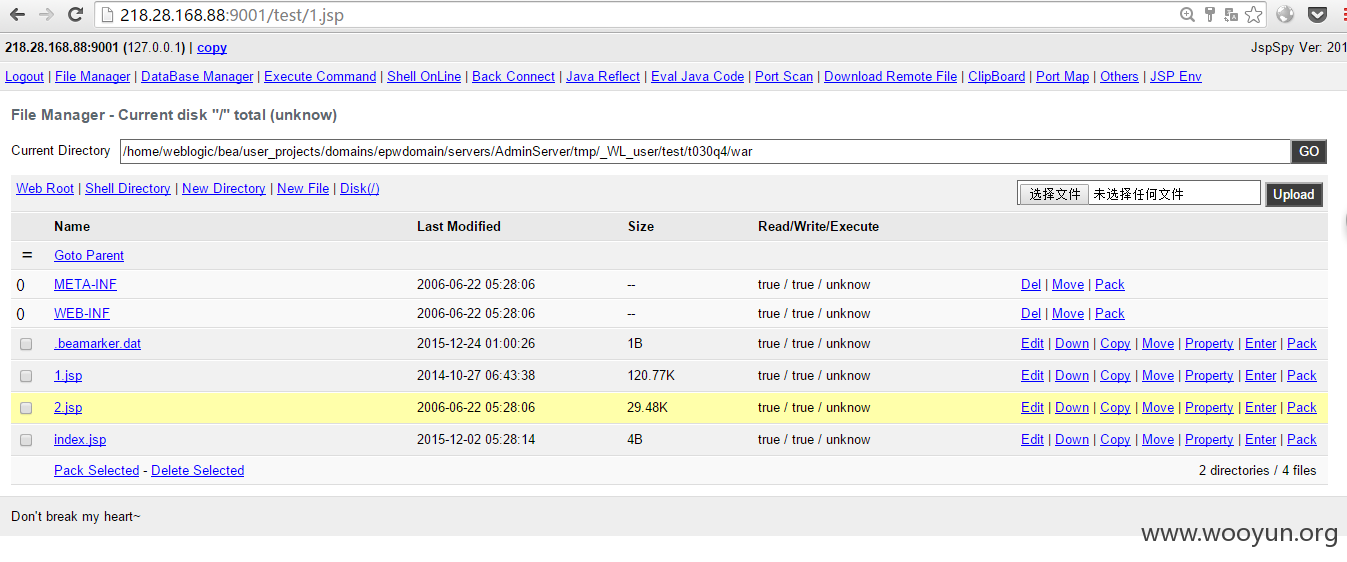 218.28.168.88:9001/test/1.jsp
218.28.168.88:9001 (127.0.0.1) | copy JspSpy Ver: 201
Logout | File Manager | DataBase Manager | Execute Command | Shell OnLine | Back Connect | Java Reflect | Eval Java Code | Port Scan | Download Remote File | ClipBoard | Port Map | Others | JSP Env
File Manager - Current disk "/" total (unknow)
Current Directory /home/weblogic/bea/user_projects/domains/epwdomain/servers/AdminServer/tmp/_WL_user/test/t030q4/war GO
Web Root | Shell Directory | New Directory | New File | Disk(/) 选择文件 未选择任何文件 Upload
Name Last Modified Size Read/Write/Execute
= Goto Parent
0 META-INF 2006-06-22 05:28:06 -- true / true / unknow Del | Move | Pack
0 WEB-INF 2006-06-22 05:28:06 -- true / true / unknow Del | Move | Pack
.beamarker.dat 2015-12-24 01:00:26 1B true / true / unknow Edit | Down | Copy | Move | Property | Enter | Pack
1.jsp 2014-10-27 06:43:38 120.77K true / true / unknow Edit | Down | Copy | Move | Property | Enter | Pack
2.jsp 2006-06-22 05:28:06 29.48K true / true / unknow Edit | Down | Copy | Move | Property | Enter | Pack
index.jsp 2015-12-02 05:28:14 4B true / true / unknow Edit | Down | Copy | Move | Property | Enter | Pack
Pack Selected - Delete Selected 2 directories / 4 files
Don't break my heart~
www.wooyun.org